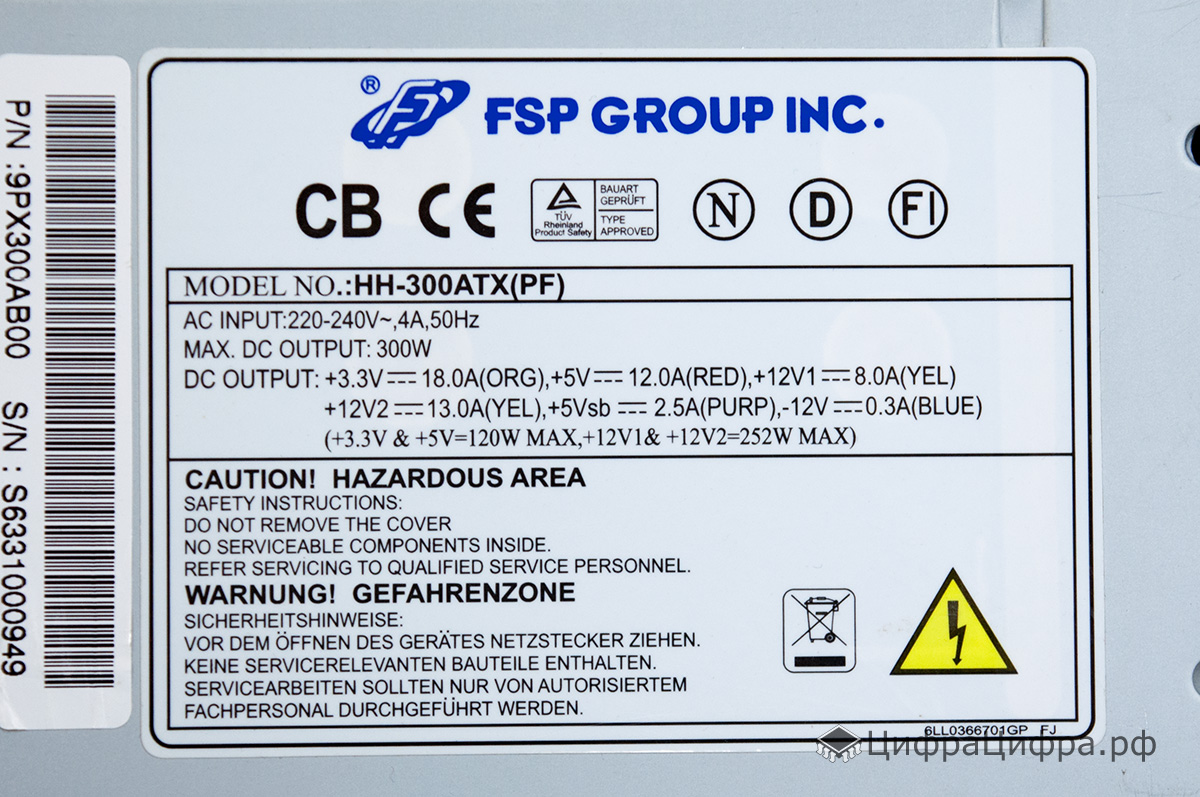 P/N :9PX300AB00 S/N : S6331000949
® FSP GROUP INC.
CB CE
TÜV
Rheinland
Product Safety
BAUART
GEPRÜFT
TYPE
APPROVED
N D FI
MODEL NO.:HH-300ATX(PF)
AC INPUT:220-240V~,4A,50Hz
MAX. DC OUTPUT: 300W
DC OUTPUT: +3.3V⎓18.0A(ORG),+5V⎓12.0A(RED),+12V1⎓8.0A(YEL)
+12V2⎓13.0A(YEL),+5Vsb⎓2.5A(PURP),-12V⎓0.3A(BLUE)
(+3.3V & +5V=120W MAX,+12V1& +12V2=252W MAX)
CAUTION! HAZARDOUS AREA
SAFETY INSTRUCTIONS:
DO NOT REMOVE THE COVER
NO SERVICEABLE COMPONENTS INSIDE.
REFER SERVICING TO QUALIFIED SERVICE PERSONNEL.
WARNUNG! GEFAHRENZONE
SICHERHEITSHINWEISE:
VOR DEM ÖFFNEN DES GERÄTES NETZSTECKER ZIEHEN.
KEINE SERVICERELEVANTEN BAUTEILE ENTHALTEN.
SERVICEARBEITEN SOLLTEN NUR VON AUTORISIERTEM
FACHPERSONAL DURCHGEFÜHRT WERDEN.
6LL0366701GP FJ
ЦифраЦифра.рф